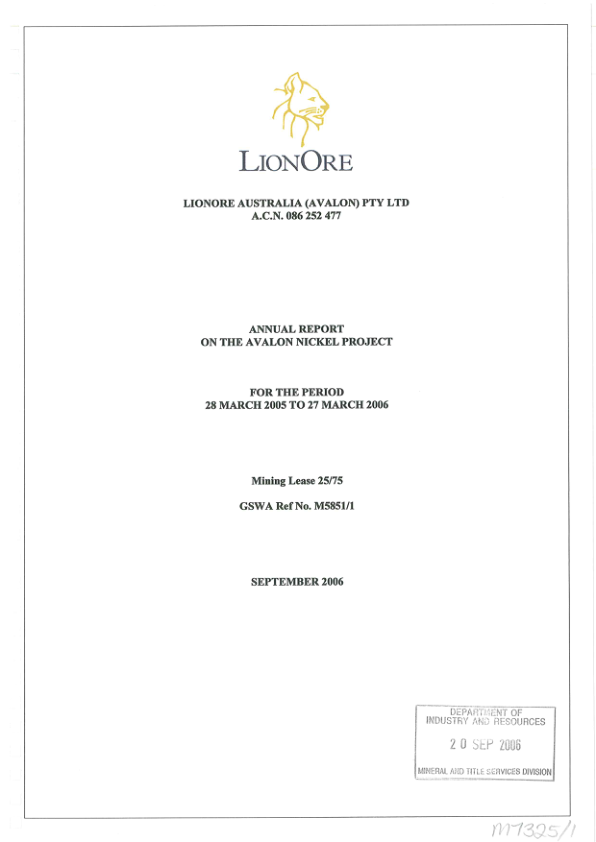 LIONORE
LIONORE AUSTRALIA (AVALON) PTY LTD
A.C.N. 086 252 477
ANNUAL REPORT
ON THE AVALON NICKEL PROJECT
FOR THE PERIOD
28 MARCH 2005 TO 27 MARCH 2006
Mining Lease 25/75
GSWA Ref No. M5851/1
SEPTEMBER 2006
DEPARTMENT OF
INDUSTRY AND RESOURCES
20 SEP 2006
MINERAL AND TITLE SERVICES DIVISION
M7325/1